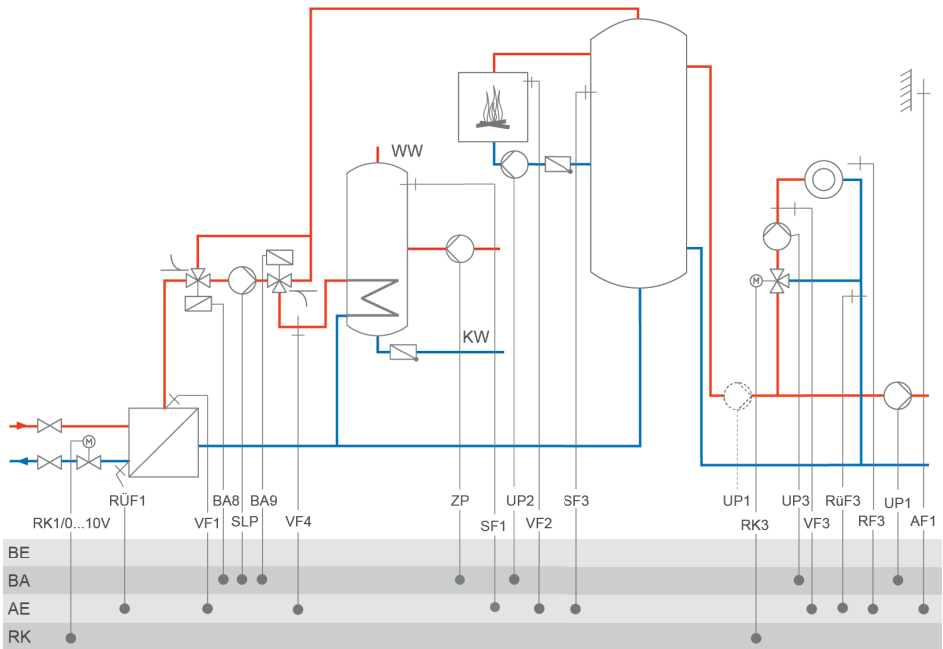 WW
KW
M
M
RÜF1
BA8
BA9
ZP
UP2
SF3
UP1
UP3
RüF3
UP1
RK1/0...10V
VF1
SLP
VF4
SF1
VF2
RK3
VF3
RF3
AF1
BE
BA
AE
RK